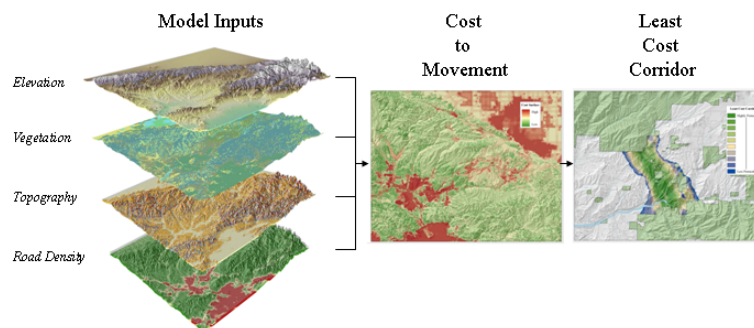 Model Inputs
Cost
to
Movement
Least
Cost
Corridor
Elevation
Vegetation
Topography
Road Density